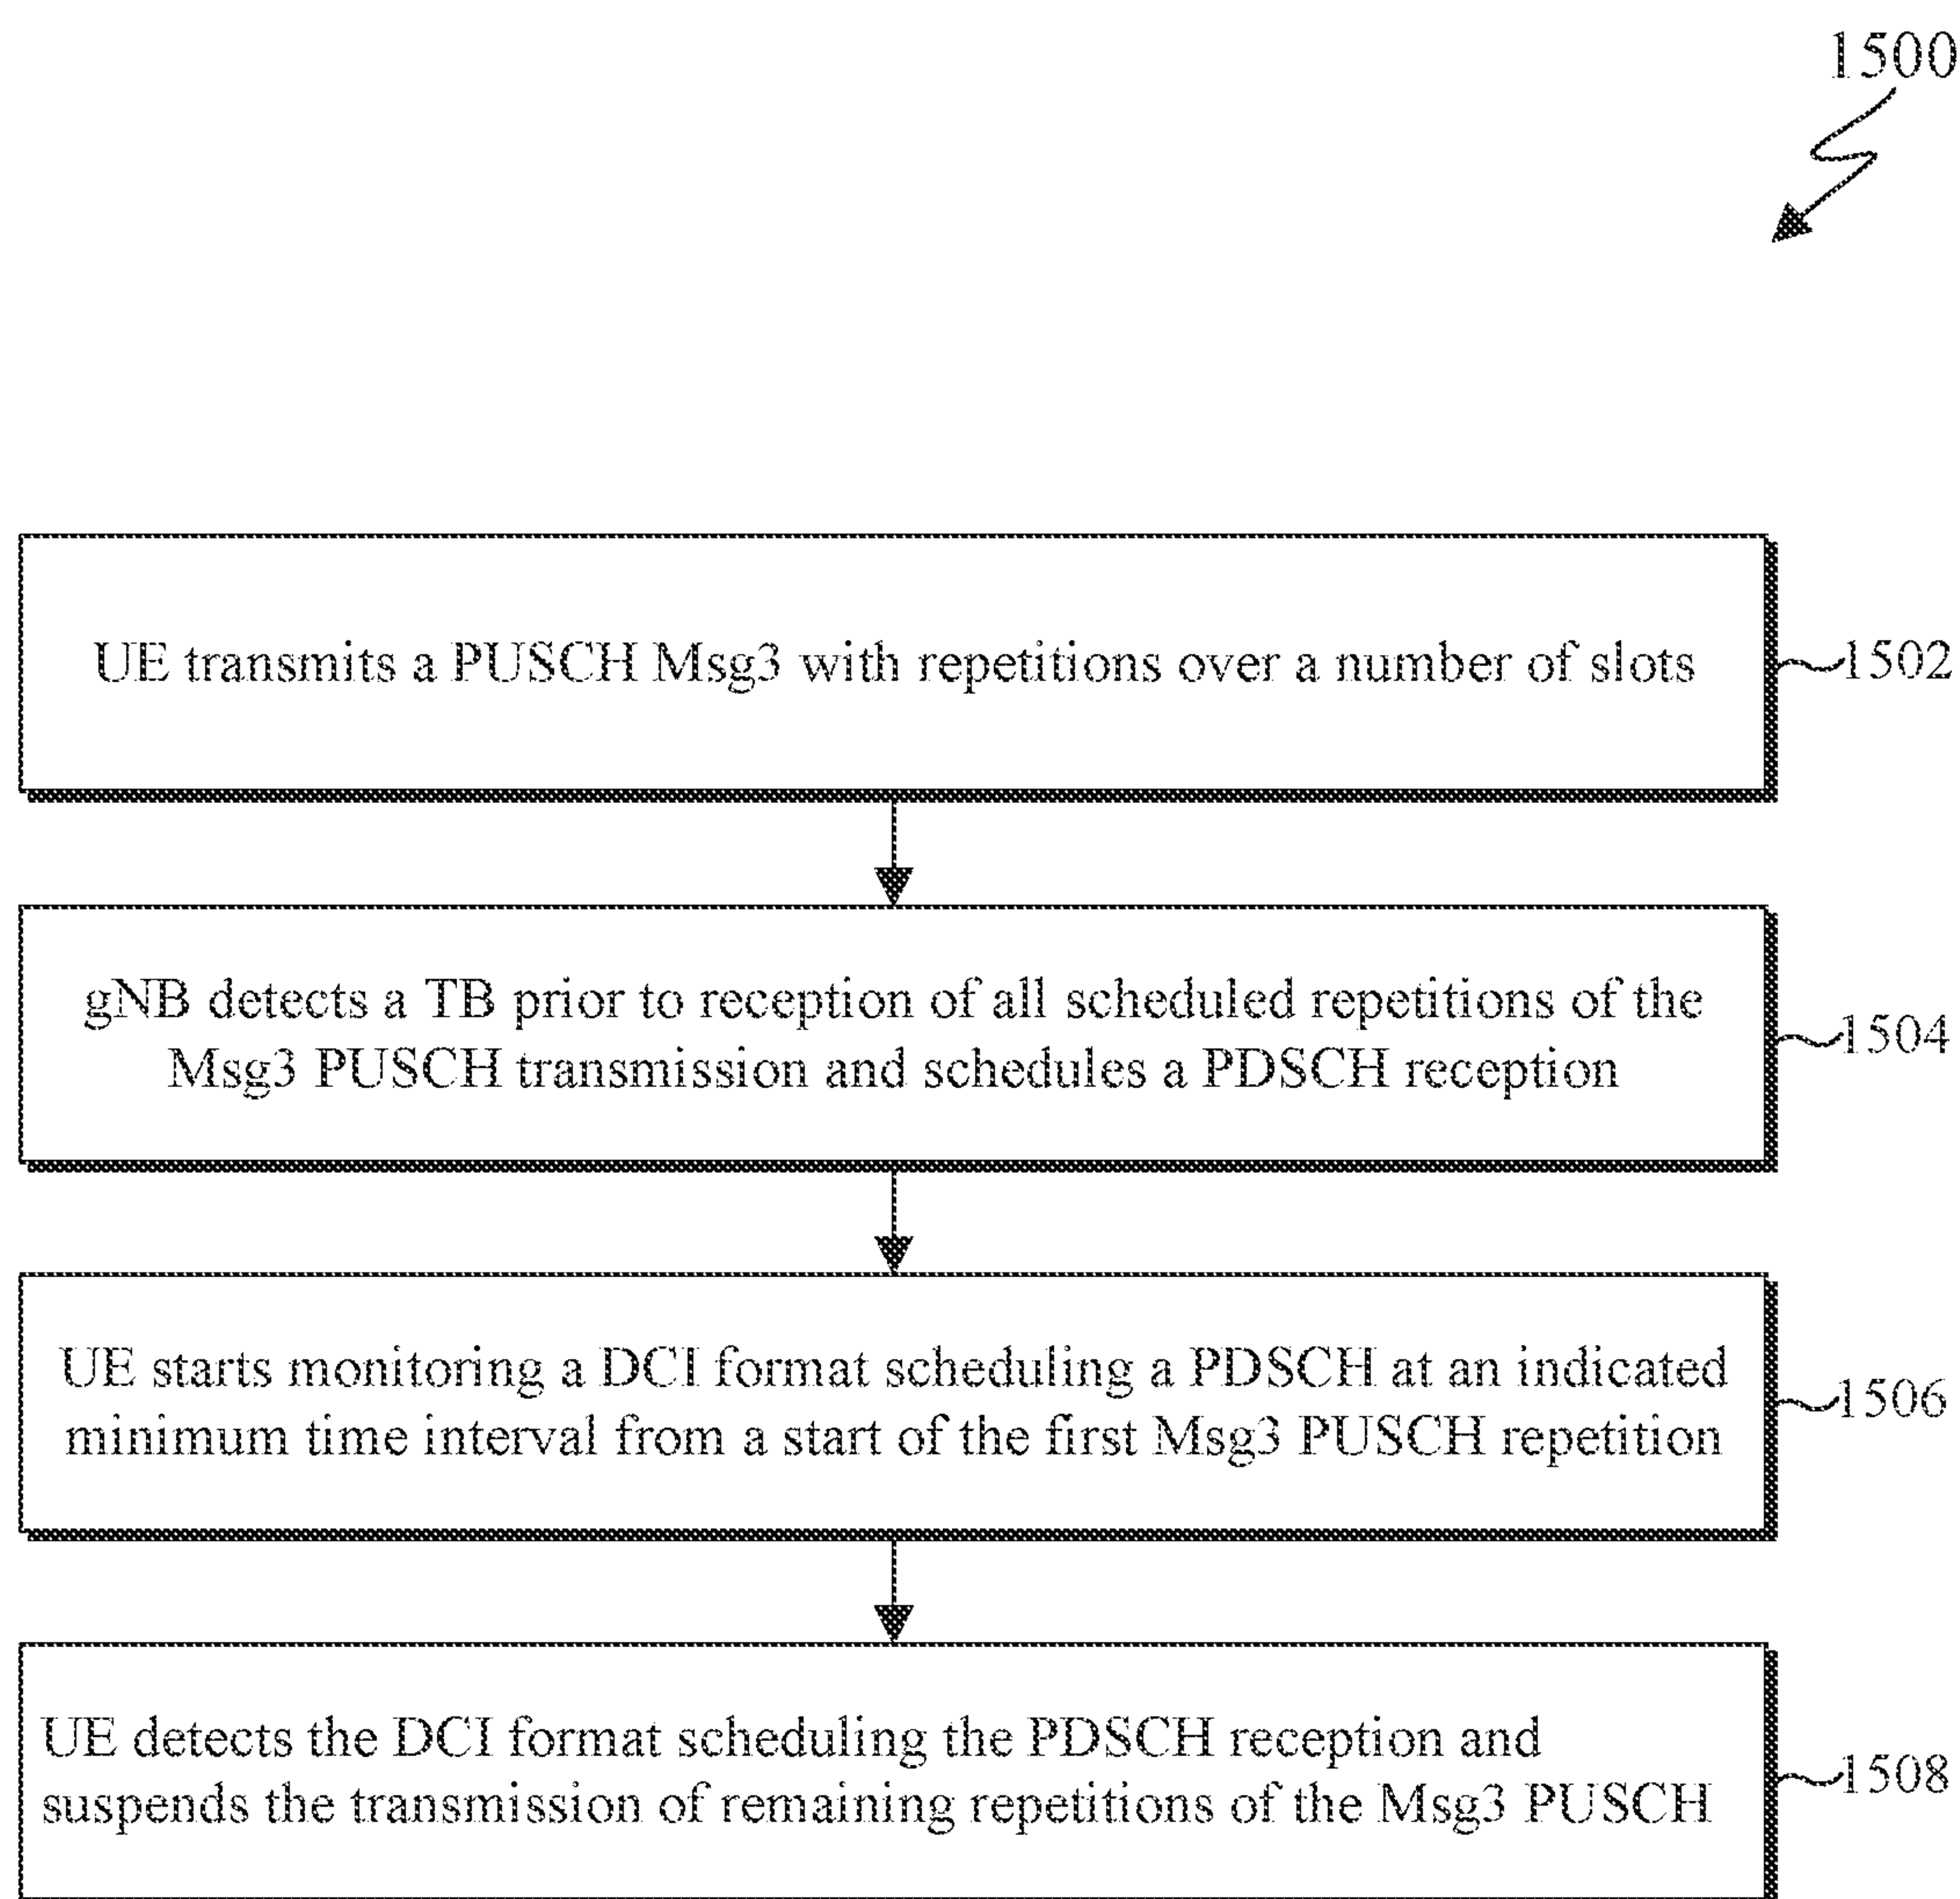 1500
UE transmits a PUSCH Msg3 with repetitions over a number of slots
1502
gNB detects a TB prior to reception of all scheduled repetitions of the
Msg3 PUSCH transmission and schedules a PDSCH reception
1504
UE starts monitoring a DCI format scheduling a PDSCH at an indicated
minimum time interval from a start of the first Msg3 PUSCH repetition
1506
UE detects the DCI format scheduling the PDSCH reception and
suspends the transmission of remaining repetitions of the Msg3 PUSCH
1508